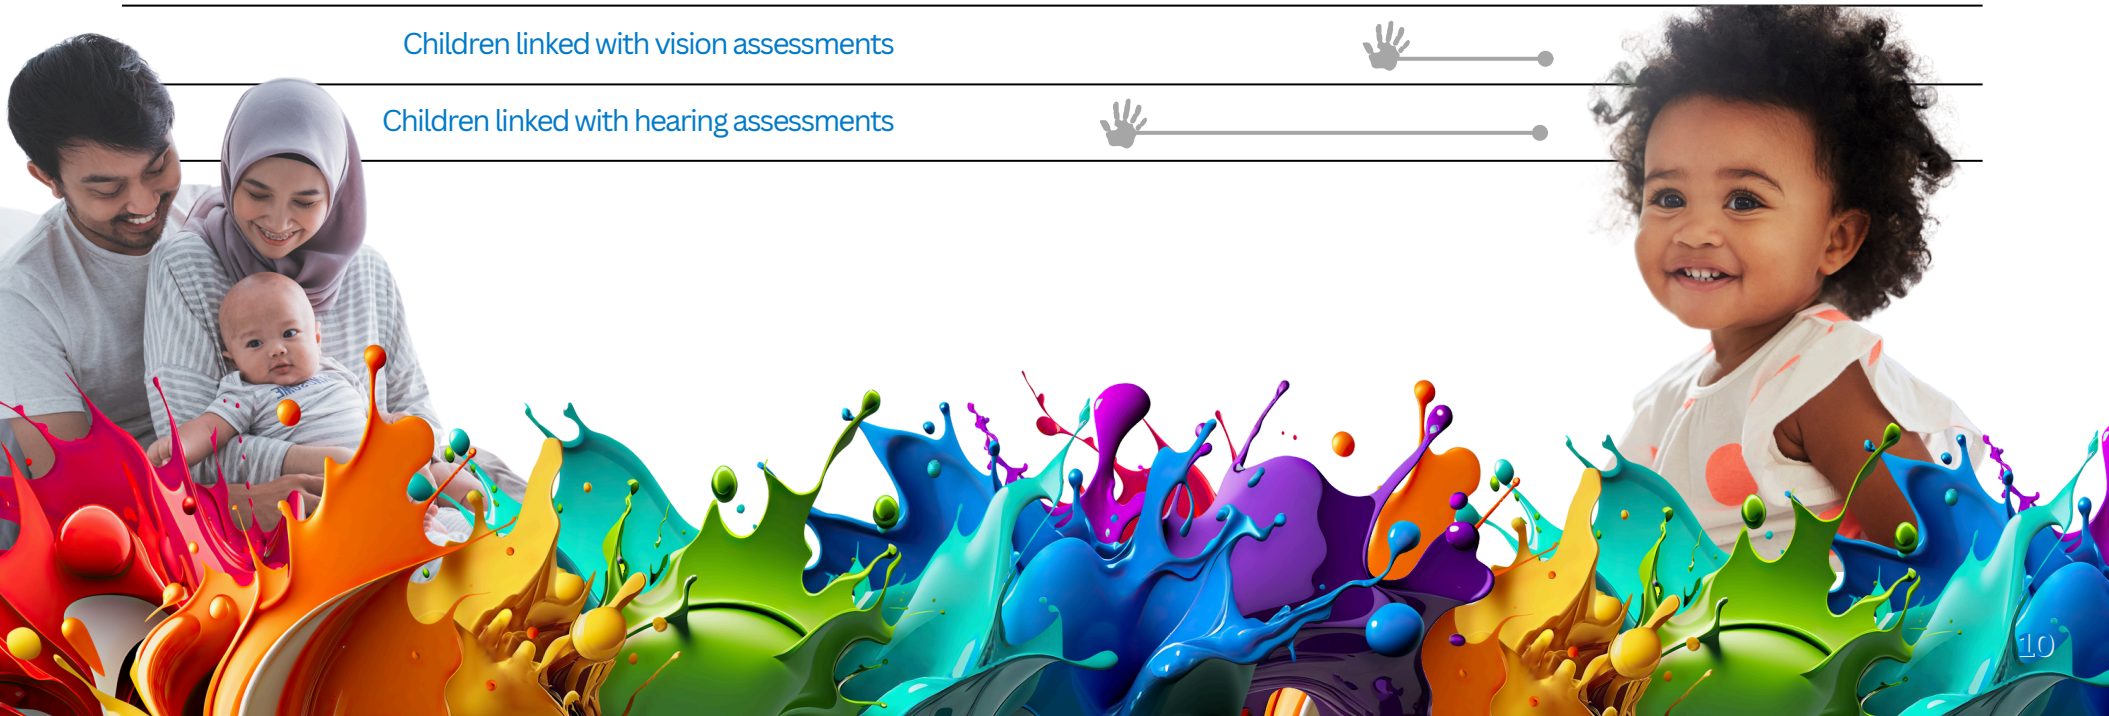 Children linked with vision assessments
Children linked with hearing assessments
10